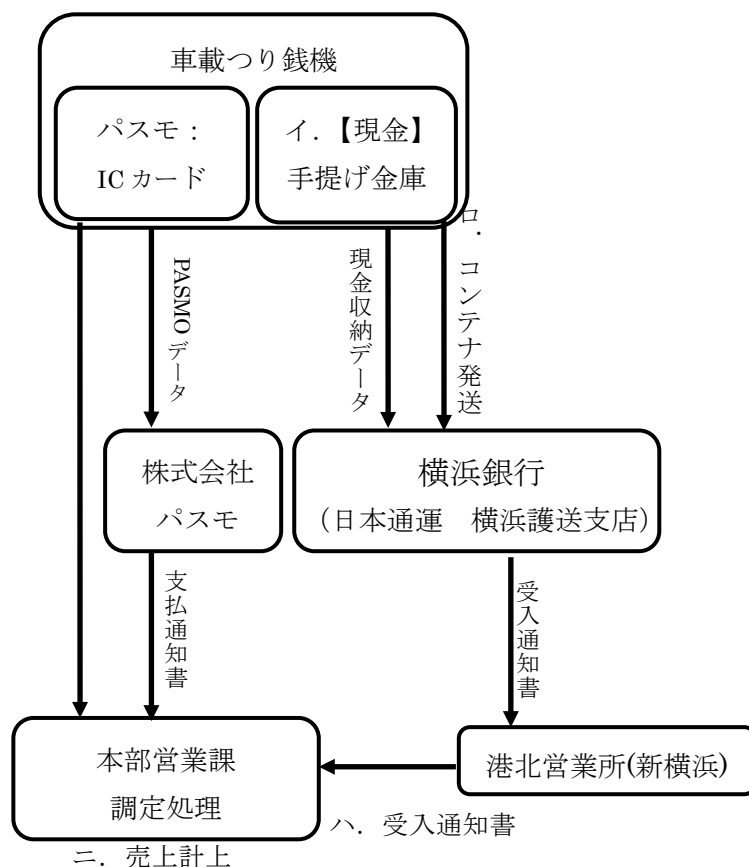 車載つり銭機
パスモ：
ICカード
イ．【現金】
手提げ金庫
ロ．コンテナ発送
PASMOデータ
現金収納データ
株式会社
パスモ
横浜銀行
（日本通運　横浜護送支店）
支払通知書
受入通知書
本部営業課
調定処理
港北営業所(新横浜)
ハ．受入通知書
ニ．売上計上